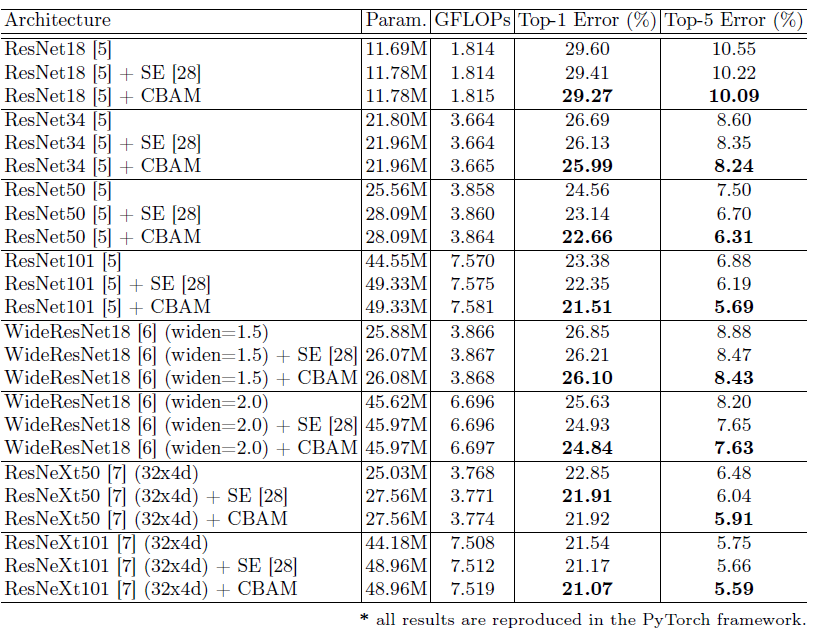 Architecture Param. GFLOPs Top-1 Error (%) Top-5 Error (%)
ResNet18 [5] 11.69M 1.814 29.60 10.55
ResNet18 [5] + SE [28] 11.78M 1.814 29.41 10.22
ResNet18 [5] + CBAM 11.78M 1.815 29.27 10.09
ResNet34 [5] 21.80M 3.664 26.69 8.60
ResNet34 [5] + SE [28] 21.96M 3.664 26.13 8.35
ResNet34 [5] + CBAM 21.96M 3.665 25.99 8.24
ResNet50 [5] 25.56M 3.858 24.56 7.50
ResNet50 [5] + SE [28] 28.09M 3.860 23.14 6.70
ResNet50 [5] + CBAM 28.09M 3.864 22.66 6.31
ResNet101 [5] 44.55M 7.570 23.38 6.88
ResNet101 [5] + SE [28] 49.33M 7.575 22.35 6.19
ResNet101 [5] + CBAM 49.33M 7.581 21.51 5.69
WideResNet18 [6] (widen=1.5) 25.88M 3.866 26.85 8.88
WideResNet18 [6] (widen=1.5) + SE [28] 26.07M 3.867 26.21 8.47
WideResNet18 [6] (widen=1.5) + CBAM 26.08M 3.868 26.10 8.43
WideResNet18 [6] (widen=2.0) 45.62M 6.696 25.63 8.20
WideResNet18 [6] (widen=2.0) + SE [28] 45.97M 6.696 24.93 7.65
WideResNet18 [6] (widen=2.0) + CBAM 45.97M 6.697 24.84 7.63
ResNeXt50 [7] (32x4d) 25.03M 3.768 22.85 6.48
ResNeXt50 [7] (32x4d) + SE [28] 27.56M 3.771 21.91 6.04
ResNeXt50 [7] (32x4d) + CBAM 27.56M 3.774 21.92 5.91
ResNeXt101 [7] (32x4d) 44.18M 7.508 21.54 5.75
ResNeXt101 [7] (32x4d) + SE [28] 48.96M 7.512 21.17 5.66
ResNeXt101 [7] (32x4d) + CBAM 48.96M 7.519 21.07 5.59
* all results are reproduced in the PyTorch framework.